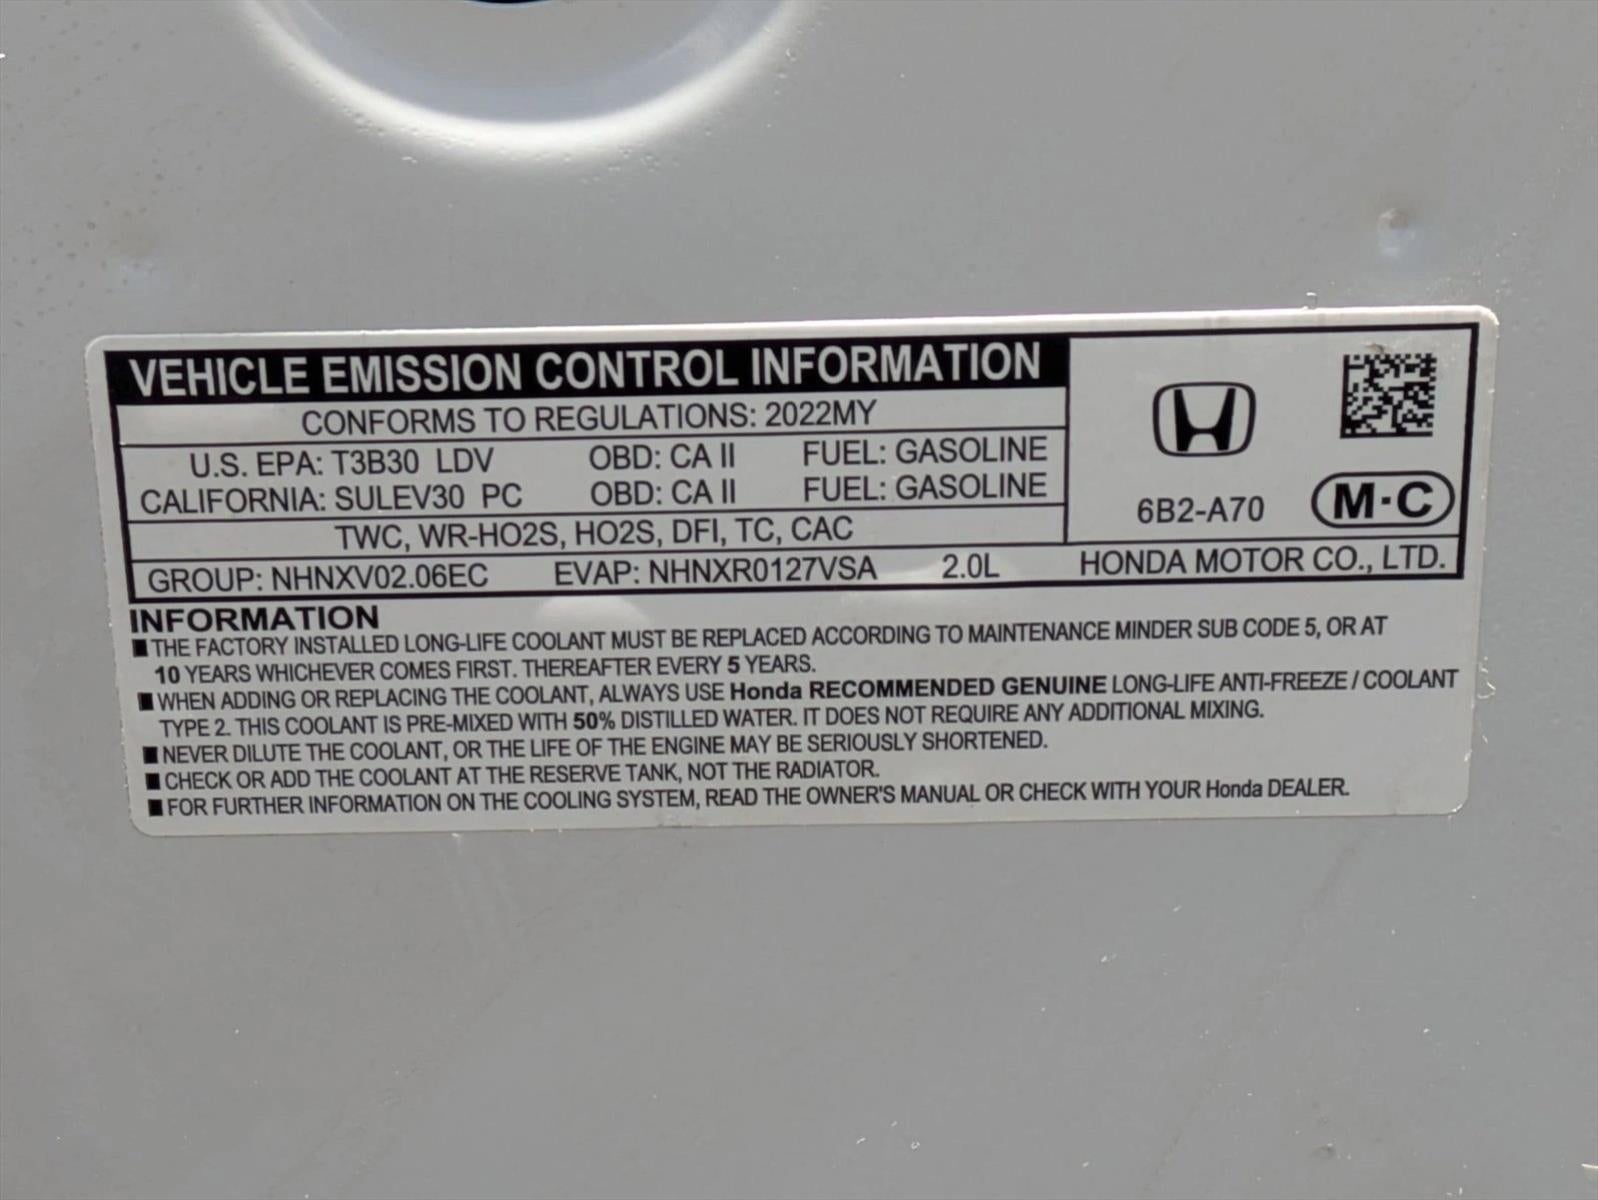 VEHICLE EMISSION CONTROL INFORMATION
CONFORMS TO REGULATIONS: 2022MY
U.S. EPA: T3B30 LDV OBD: CA II FUEL: GASOLINE
CALIFORNIA: SULEV30 PC OBD: CA II FUEL: GASOLINE
TWC, WR-HO2S, HO2S, DFI, TC, CAC
6B2-A70 M·C
GROUP: NHNXV02.06EC EVAP: NHNXR0127VSA 2.0L HONDA MOTOR CO., LTD.
INFORMATION
■ THE FACTORY INSTALLED LONG-LIFE COOLANT MUST BE REPLACED ACCORDING TO MAINTENANCE MINDER SUB CODE 5, OR AT
10 YEARS WHICHEVER COMES FIRST. THEREAFTER EVERY 5 YEARS.
■ WHEN ADDING OR REPLACING THE COOLANT, ALWAYS USE Honda RECOMMENDED GENUINE LONG-LIFE ANTI-FREEZE / COOLANT
TYPE 2. THIS COOLANT IS PRE-MIXED WITH 50% DISTILLED WATER. IT DOES NOT REQUIRE ANY ADDITIONAL MIXING.
■ NEVER DILUTE THE COOLANT, OR THE LIFE OF THE ENGINE MAY BE SERIOUSLY SHORTENED.
■ CHECK OR ADD THE COOLANT AT THE RESERVE TANK, NOT THE RADIATOR.
■ FOR FURTHER INFORMATION ON THE COOLING SYSTEM, READ THE OWNER'S MANUAL OR CHECK WITH YOUR Honda DEALER.